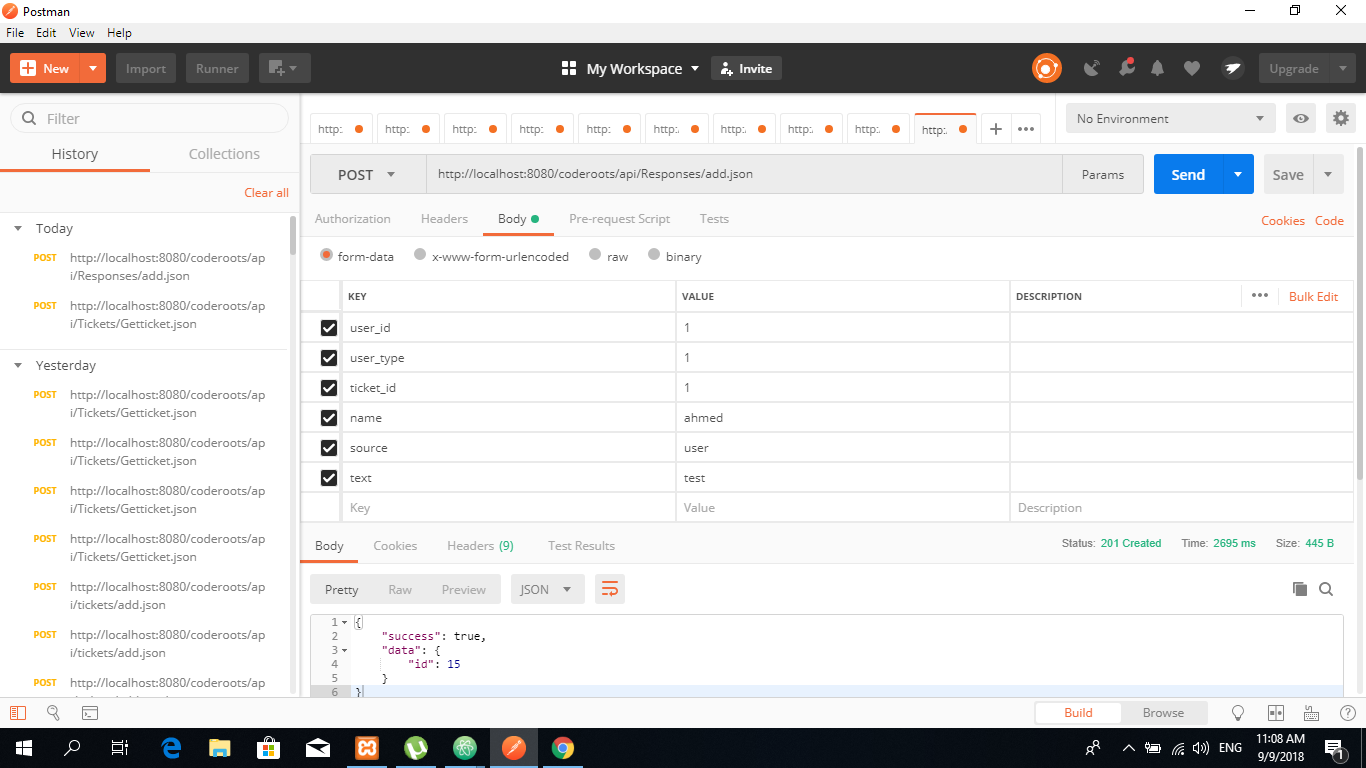 Postman
File Edit View Help
New Import Runner My Workspace Invite Upgrade
Filter
History Collections
Clear all
Today
POST http://localhost:8080/coderoots/ap
i/Responses/add.json
POST http://localhost:8080/coderoots/ap
i/Tickets/Getticket.json
Yesterday
POST http://localhost:8080/coderoots/ap
i/Tickets/Getticket.json
POST http://localhost:8080/coderoots/ap
i/Tickets/Getticket.json
POST http://localhost:8080/coderoots/ap
i/Tickets/Getticket.json
POST http://localhost:8080/coderoots/ap
i/Tickets/Getticket.json
POST http://localhost:8080/coderoots/ap
i/tickets/add.json
POST http://localhost:8080/coderoots/ap
i/tickets/add.json
POST http://localhost:8080/coderoots/ap
http: http: http: http: http: http:. http:. http:. http:. http:.
No Environment
POST http://localhost:8080/coderoots/api/Responses/add.json Params Send Save
Authorization Headers Body Pre-request Script Tests Cookies Code
form-data x-www-form-urlencoded raw binary
KEY VALUE DESCRIPTION Bulk Edit
user_id 1
user_type 1
ticket_id 1
name ahmed
source user
text test
Key Value Description
Body Cookies Headers (9) Test Results Status: 201 Created Time: 2695 ms Size: 445 B
Pretty Raw Preview JSON
1 {
2 "success": true,
3 "data": {
4 "id": 15
5 }
6 }
Build Browse
ENG 11:08 AM
9/9/2018
1